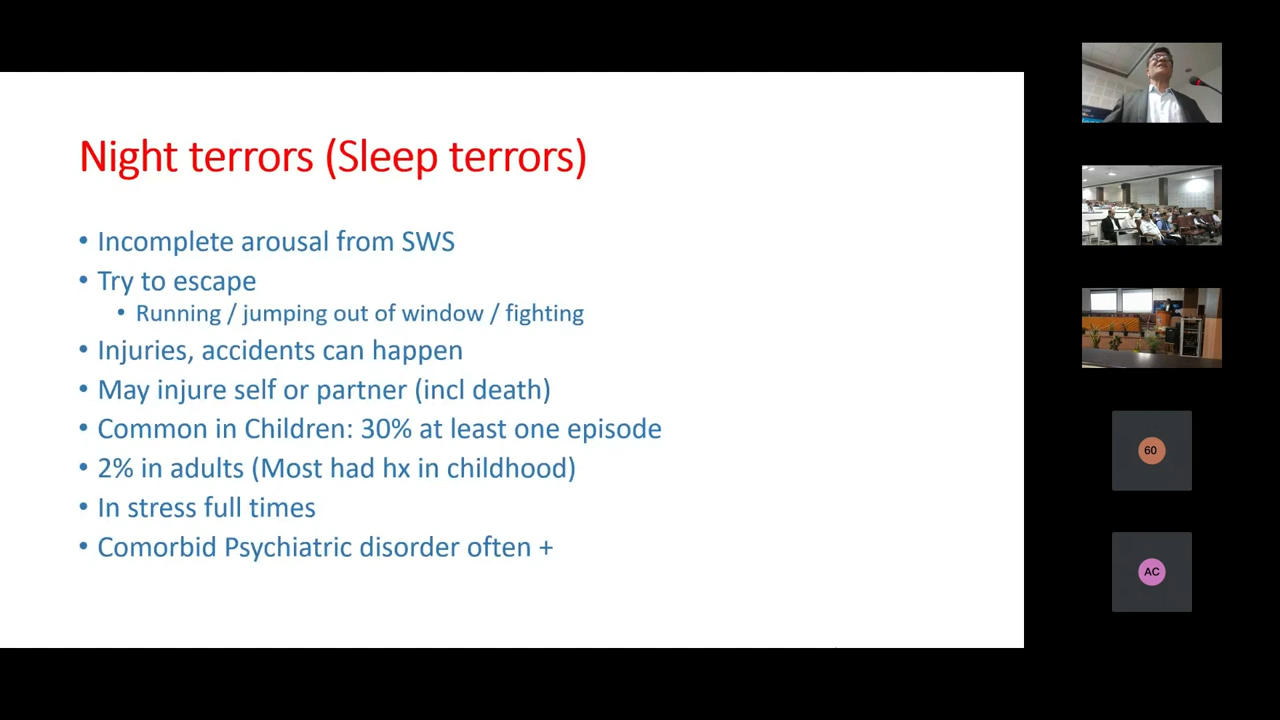 Night terrors (Sleep terrors)
• Incomplete arousal from SWS
• Try to escape
• Running / jumping out of window / fighting
• Injuries, accidents can happen
• May injure self or partner (incl death)
• Common in Children: 30% at least one episode
• 2% in adults (Most had hx in childhood)
• In stress full times
• Comorbid Psychiatric disorder often +
60
AC